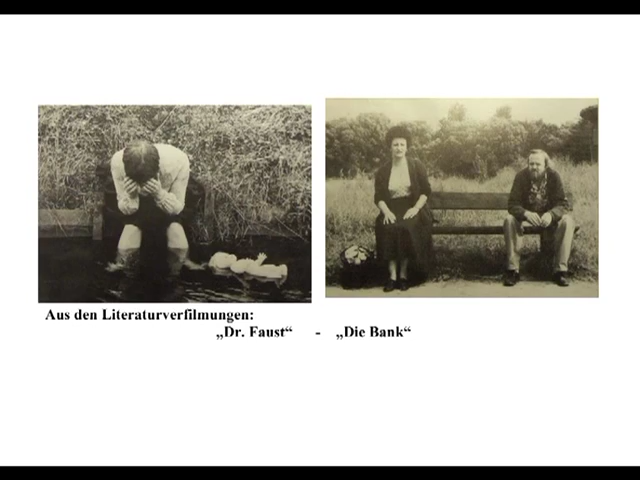 Aus den Literaturverfilmungen:
„Dr. Faust“ - „Die Bank“